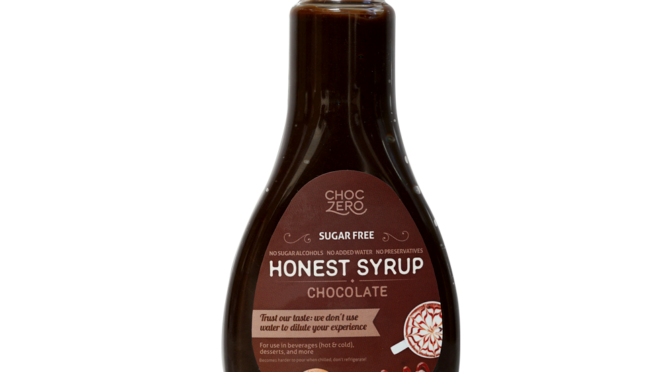 CHOC
ZERO
SUGAR FREE
NO SUGAR ALCOHOLS NO ADDED WATER NO PRESERVATIVES
HONEST SYRUP
CHOCOLATE
Trust our taste: we don't use
water to dilute your experience
For use in beverages (hot & cold),
desserts, and more